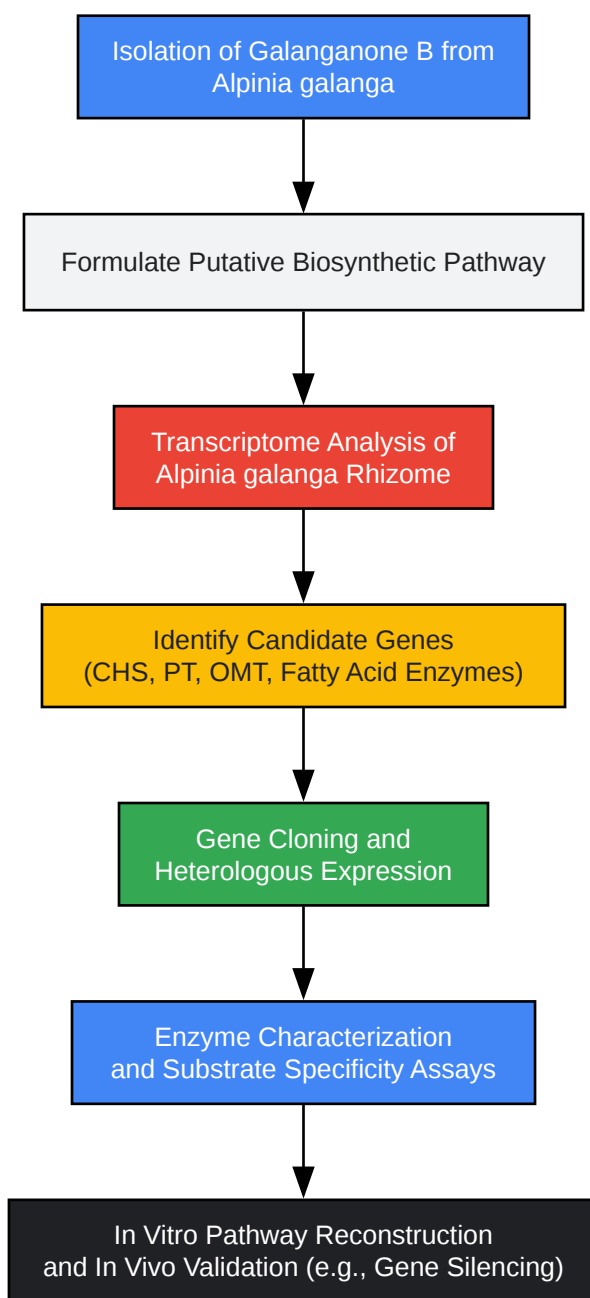 Isolation of Galanganone B from
Alpinia galanga
Formulate Putative Biosynthetic Pathway
Transcriptome Analysis of
Alpinia galanga Rhizome
Identify Candidate Genes
(CHS, PT, OMT, Fatty Acid Enzymes)
Gene Cloning and
Heterologous Expression
Enzyme Characterization
and Substrate Specificity Assays
In Vitro Pathway Reconstruction
and In Vivo Validation (e.g., Gene Silencing)